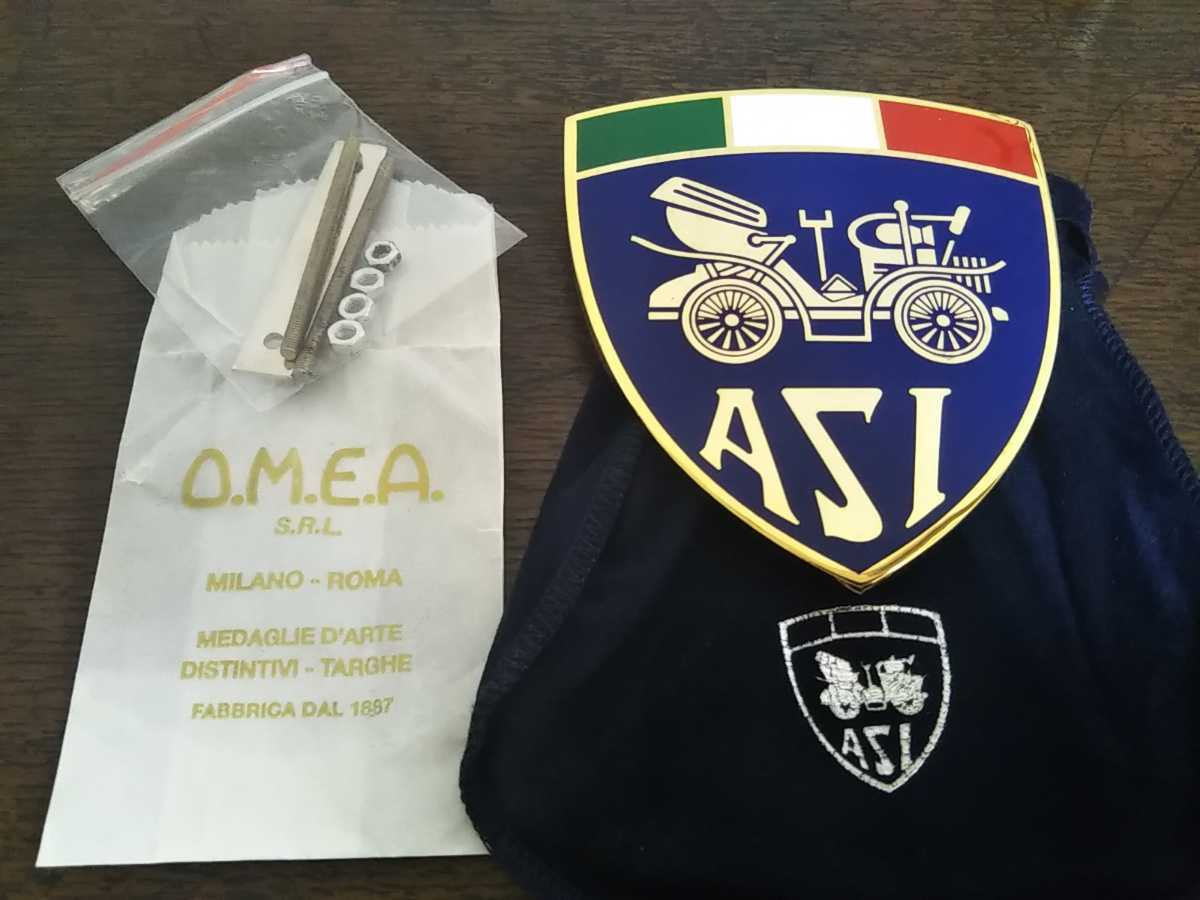 O.M.E.A.
S.R.L.
MILANO - ROMA
MEDAGLIE D'ARTE
DISTINTIVI - TARGHE
FABBRICA DAL 1887
ASI
ASI